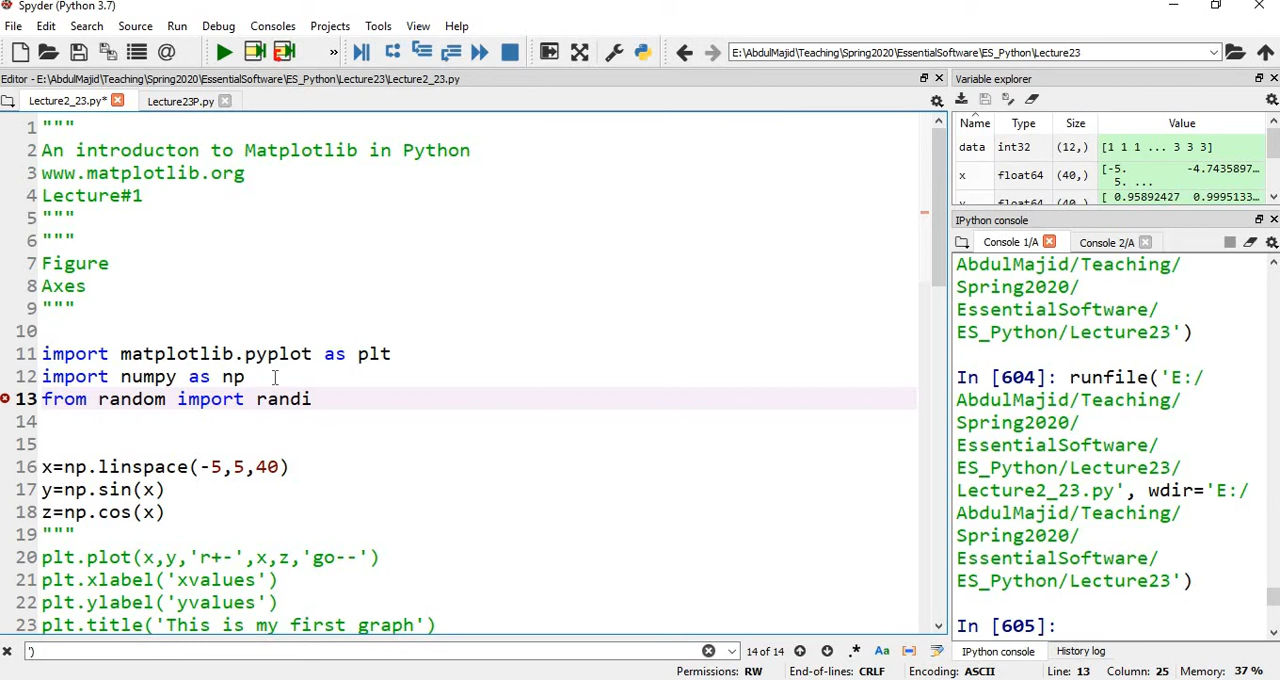 Spyder (Python 3.7)
File Edit Search Source Run Debug Consoles Projects Tools View Help
E:\AbdulMajid\Teaching\Spring2020\EssentialSoftware\ES_Python\Lecture23
Editor - E:\AbdulMajid\Teaching\Spring2020\EssentialSoftware\ES_Python\Lecture23\Lecture2_23.py
Lecture2_23.py* Lecture23P.py
1 """
2 An introducton to Matplotlib in Python
3 www.matplotlib.org
4 Lecture#1
5 """
6 """
7 Figure
8 Axes
9 """
10
11 import matplotlib.pyplot as plt
12 import numpy as np
13 from random import randi
14
15
16 x=np.linspace(-5,5,40)
17 y=np.sin(x)
18 z=np.cos(x)
19 """
20 plt.plot(x,y,'r+-',x,z,'go--')
21 plt.xlabel('xvalues')
22 plt.ylabel('yvalues')
23 plt.title('This is my first graph')
') 14 of 14 .* Aa
Variable explorer
Name Type Size Value
data int32 (12,) [1 1 1 ... 3 3 3]
x float64 (40,) [-5. -4.7435897...
5. ...
y float64 (40,) [ 0.95892427 0.9995133...
IPython console
Console 1/A Console 2/A
AbdulMajid/Teaching/
Spring2020/
EssentialSoftware/
ES_Python/Lecture23')
In [604]: runfile('E:/
AbdulMajid/Teaching/
Spring2020/
EssentialSoftware/
ES_Python/Lecture23/
Lecture2_23.py', wdir='E:/
AbdulMajid/Teaching/
Spring2020/
EssentialSoftware/
ES_Python/Lecture23')
In [605]:
IPython console History log
Permissions: RW End-of-lines: CRLF Encoding: ASCII Line: 13 Column: 25 Memory: 37 %